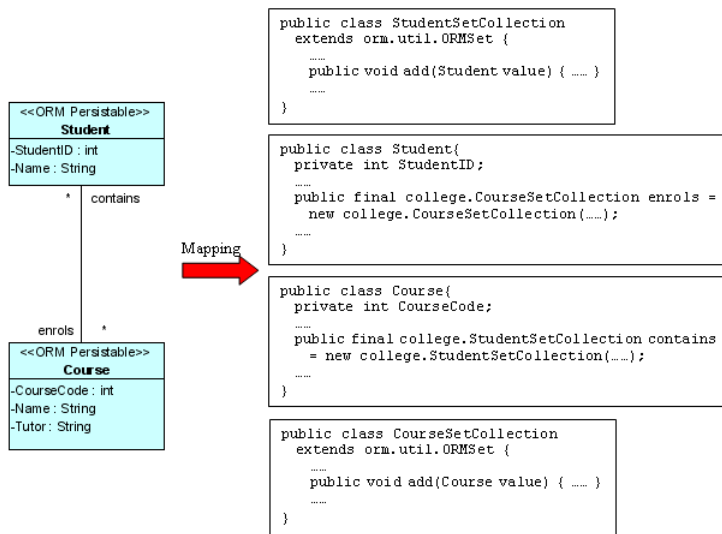 <<ORM Persistable>>
Student
-StudentID : int
-Name : String
* contains
enrols *
<<ORM Persistable>>
Course
-CourseCode : int
-Name : String
-Tutor : String
Mapping
public class StudentSetCollection
extends orm.util.ORMSet {
......
public void add(Student value) { ...... }
......
}
public class Student{
private int StudentID;
......
public final college.CourseSetCollection enrols =
new college.CourseSetCollection(......);
......
}
public class Course{
private int CourseCode;
......
public final college.StudentSetCollection contains
= new college.StudentSetCollection(......);
......
}
public class CourseSetCollection
extends orm.util.ORMSet {
......
public void add(Course value) { ...... }
......
}